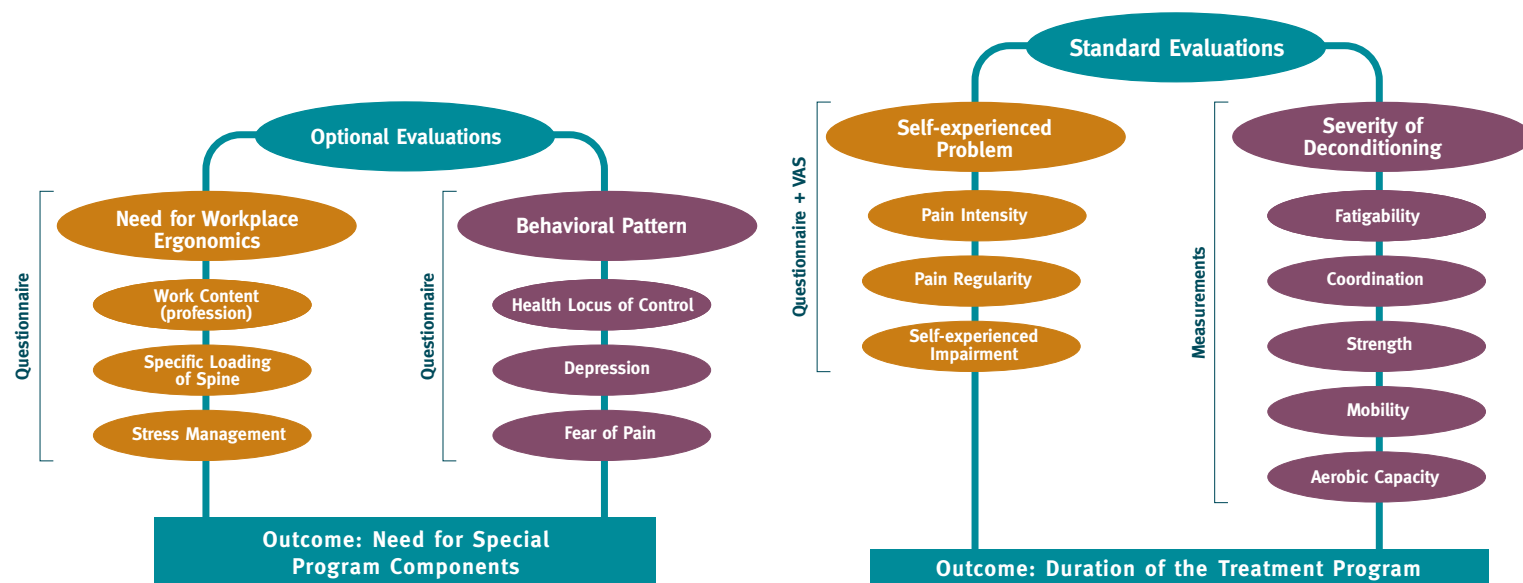 Optional Evaluations
Questionnaire
Need for Workplace
Ergonomics
Work Content
(profession)
Specific Loading
of Spine
Stress Management
Questionnaire
Behavioral Pattern
Health Locus of Control
Depression
Fear of Pain
Outcome: Need for Special
Program Components
Standard Evaluations
Questionnaire + VAS
Self-experienced
Problem
Pain Intensity
Pain Regularity
Self-experienced
Impairment
Measurements
Severity of
Deconditioning
Fatigability
Coordination
Strength
Mobility
Aerobic Capacity
Outcome: Duration of the Treatment Program